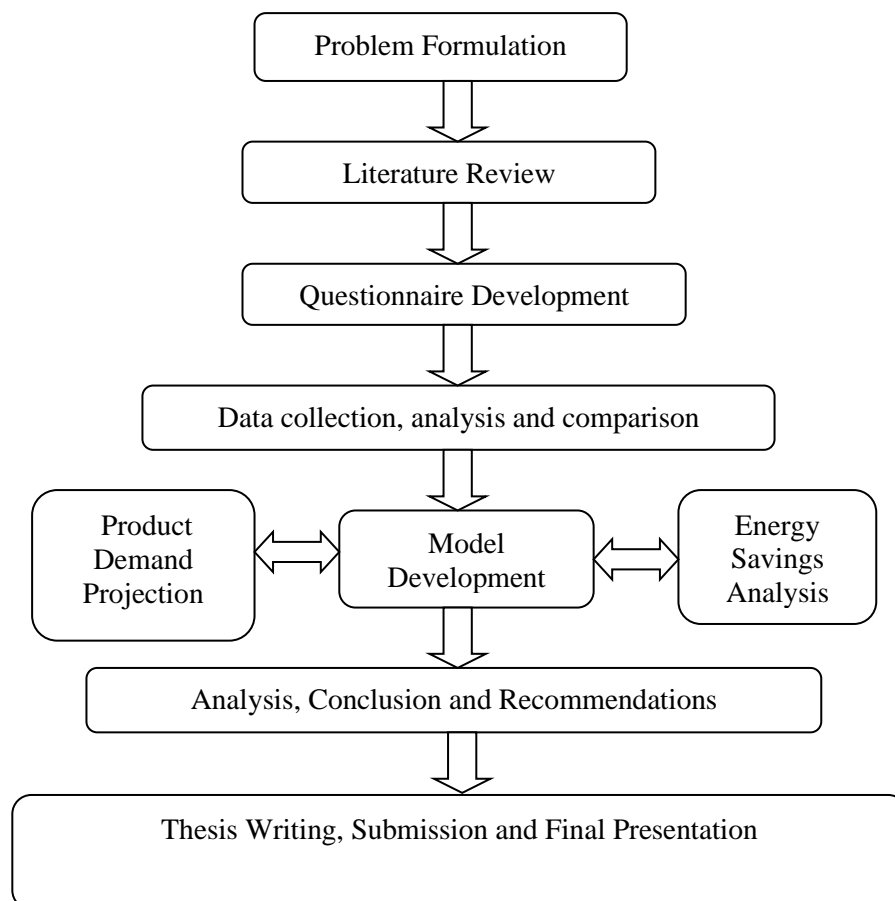 Problem Formulation
Literature Review
Questionnaire Development
Data collection, analysis and comparison
Product
Demand
Projection
Model
Development
Energy
Savings
Analysis
Analysis, Conclusion and Recommendations
Thesis Writing, Submission and Final Presentation